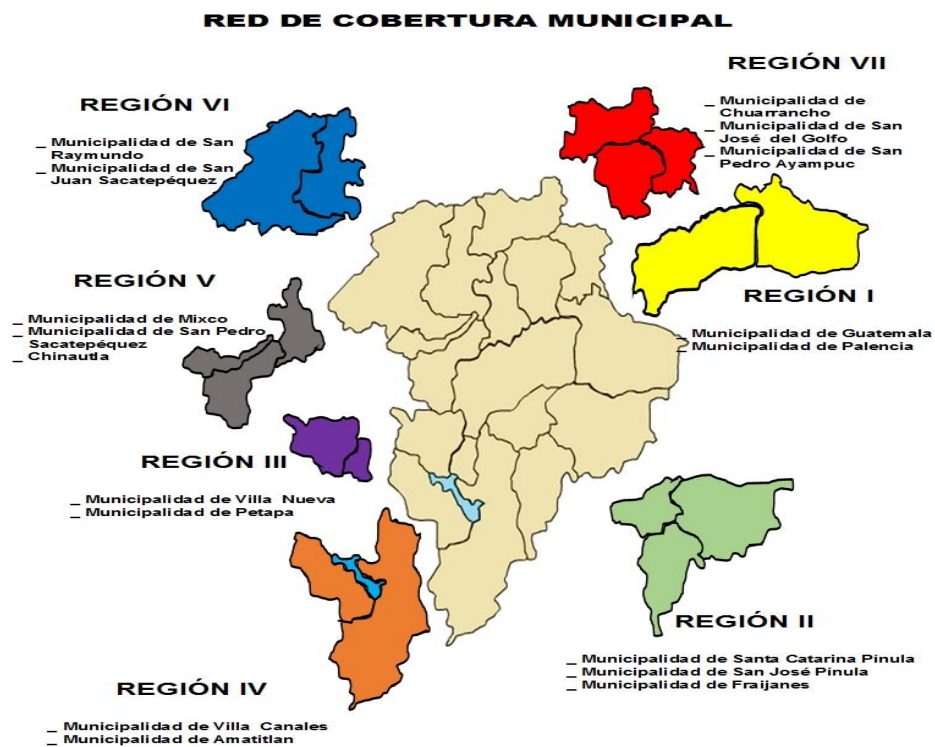 RED DE COBERTURA MUNICIPAL
REGIÓN VII
_ Municipalidad de
Chuarrancho
_ Municipalidad de San
José del Golfo
_ Municipalidad de San
Pedro Ayampuc
REGIÓN VI
_ Municipalidad de San
Raymundo
_ Municipalidad de San
Juan Sacatepéquez
REGIÓN V
_ Municipalidad de Mixco
_ Municipalidad de San Pedro
Sacatepéquez
_ Chinautla
REGIÓN I
_ Municipalidad de Guatemala
_ Municipalidad de Palencia
REGIÓN III
_ Municipalidad de Villa Nueva
_ Municipalidad de Petapa
REGIÓN II
_ Municipalidad de Santa Catarina Pinula
_ Municipalidad de San José Pinula
_ Municipalidad de Fraijanes
REGIÓN IV
_ Municipalidad de Villa Canales
_ Municipalidad de Amatitlan